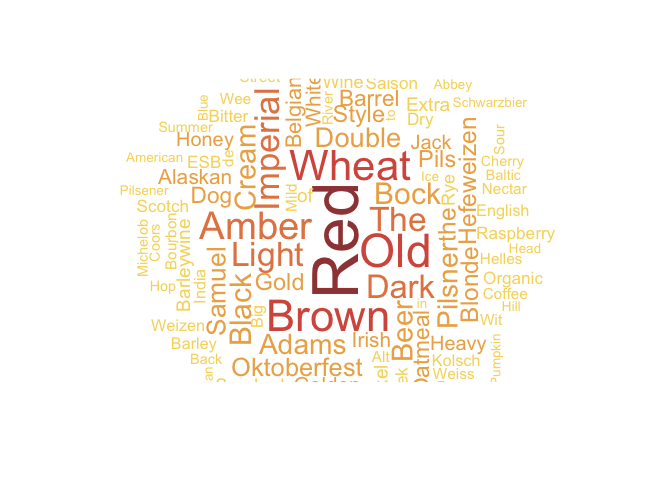 Street
Wine
Saison
Abbey
Blue
Wee
Imperial
Belgian
White
River
Barrel
to
Extra
Schwarzbier
Bitter
Style
Dry
Summer
Honey
Cream
Double
Jack
Hefeweizen
Sour
American
ESB
de
Wheat
Pils
Cherry
Alaskan
Ice
Baltic
Pilsener
Dog
Mild
of
Red
Bock
Rye
Nectar
Scotch
Amber
The
the
English
Michelob
Coors
Bourbon
Barleywine
Light
Old
Pilsner
Blonde
Raspberry
Head
Helles
Hop
India
Samuel
Black
Gold
Dark
Organic
Coffee
Big
Brown
in
Hill
Weizen
Beer
Oatmeal
Wit
Barley
Adams
Irish
Heavy
Pumpkin
Back
Alt
Kolsch
Oktoberfest
Weiss
Golden